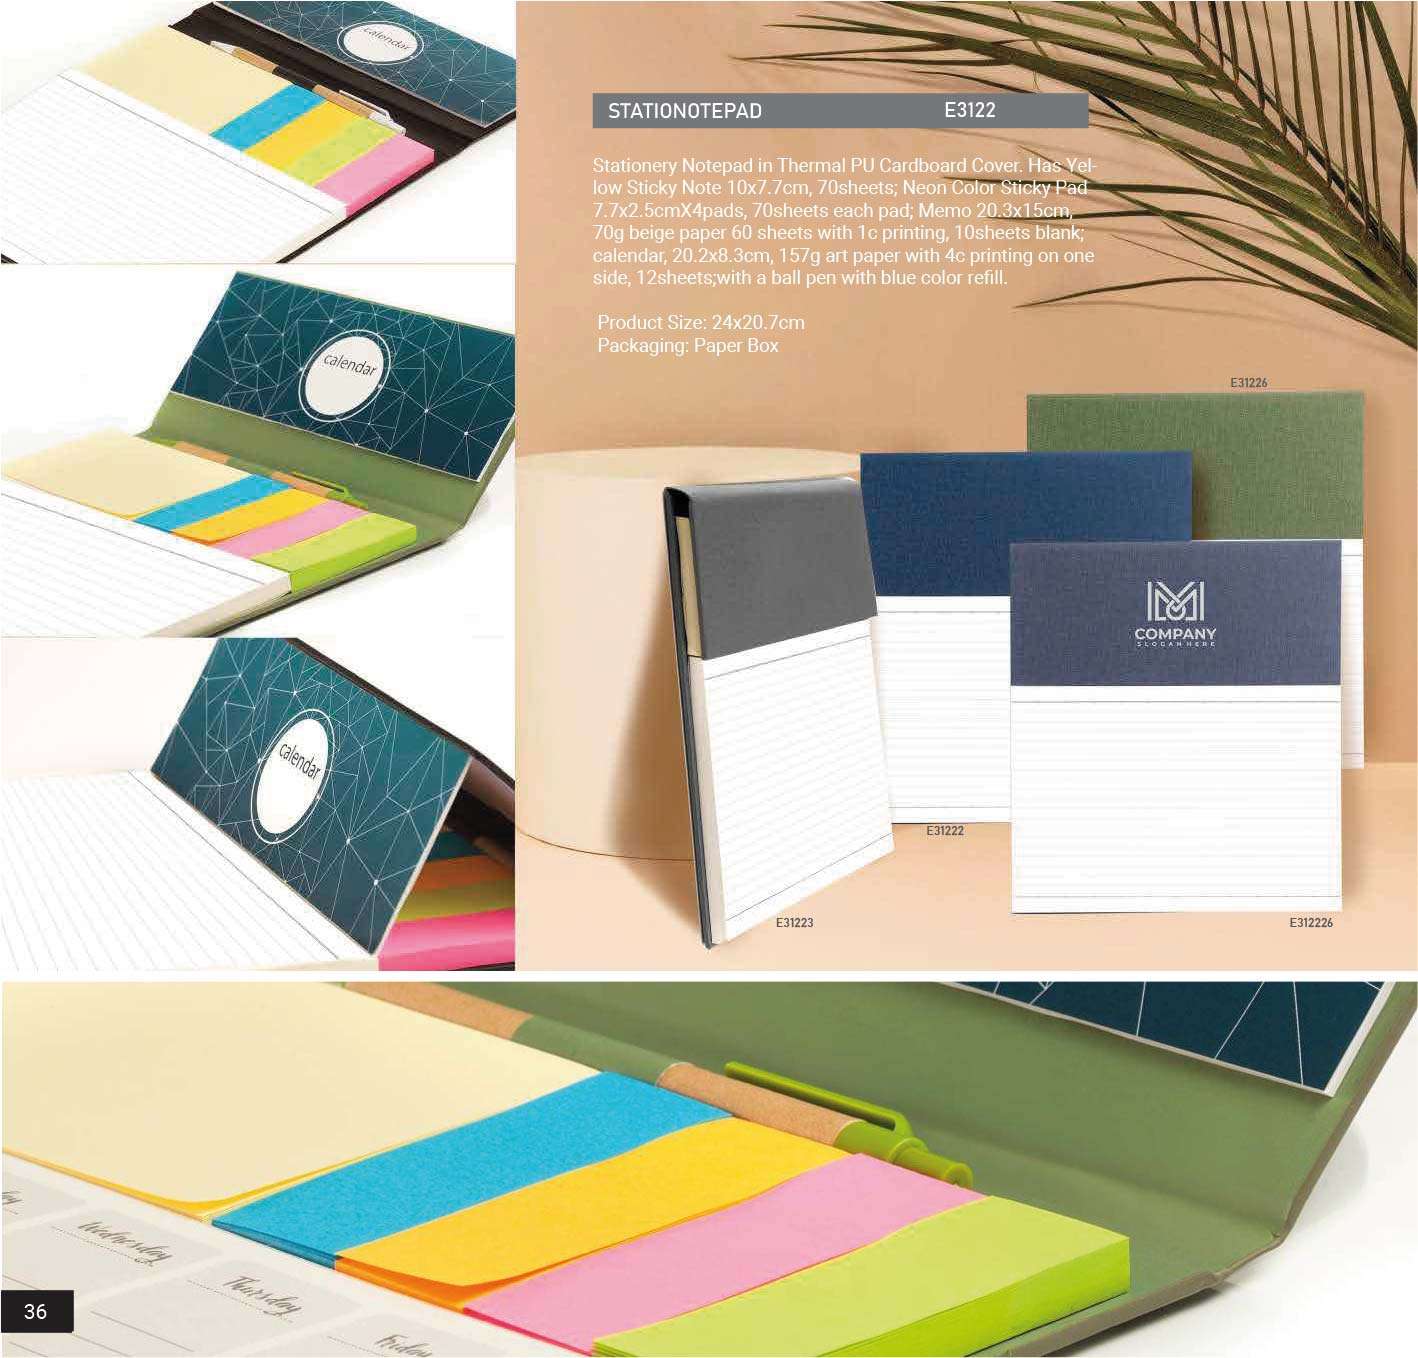 calendar
calendar
calendar
STATIONOTEPAD E3122
Stationery Notepad in Thermal PU Cardboard Cover. Has Yel-
low Sticky Note 10x7.7cm, 70sheets; Neon Color Sticky Pad
7.7x2.5cmX4pads, 70sheets each pad; Memo 20.3x15cm,
70g beige paper 60 sheets with 1c printing, 10sheets blank;
calendar, 20.2x8.3cm, 157g art paper with 4c printing on one
side, 12sheets;with a ball pen with blue color refill.
Product Size: 24x20.7cm
Packaging: Paper Box
E31226
COMPANY
SLOGAN HERE
E31222
E31223
E312226
Wednesday
Thursday
Friday
36